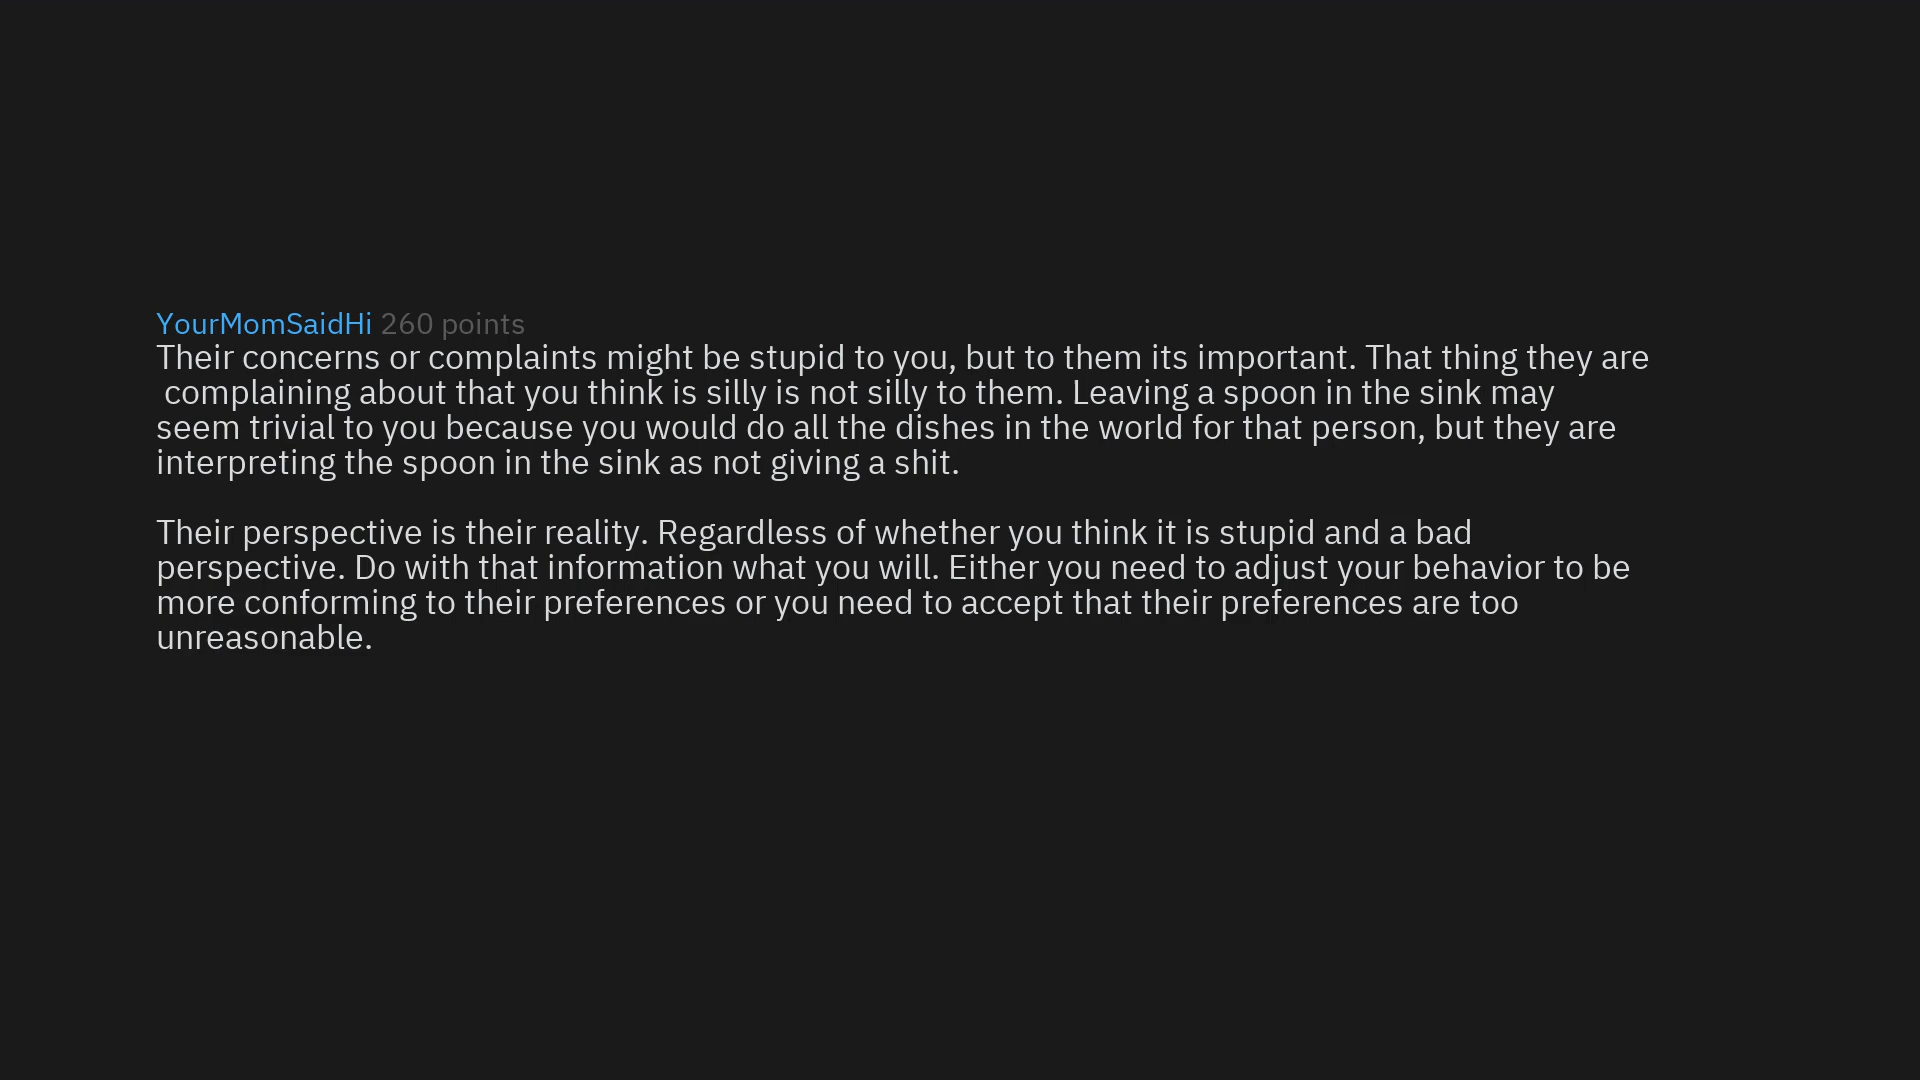 YourMomSaidHi 260 points
Their concerns or complaints might be stupid to you, but to them its important. That thing they are
complaining about that you think is silly is not silly to them. Leaving a spoon in the sink may
seem trivial to you because you would do all the dishes in the world for that person, but they are
interpreting the spoon in the sink as not giving a shit.
Their perspective is their reality. Regardless of whether you think it is stupid and a bad
perspective. Do with that information what you will. Either you need to adjust your behavior to be
more conforming to their preferences or you need to accept that their preferences are too
unreasonable.